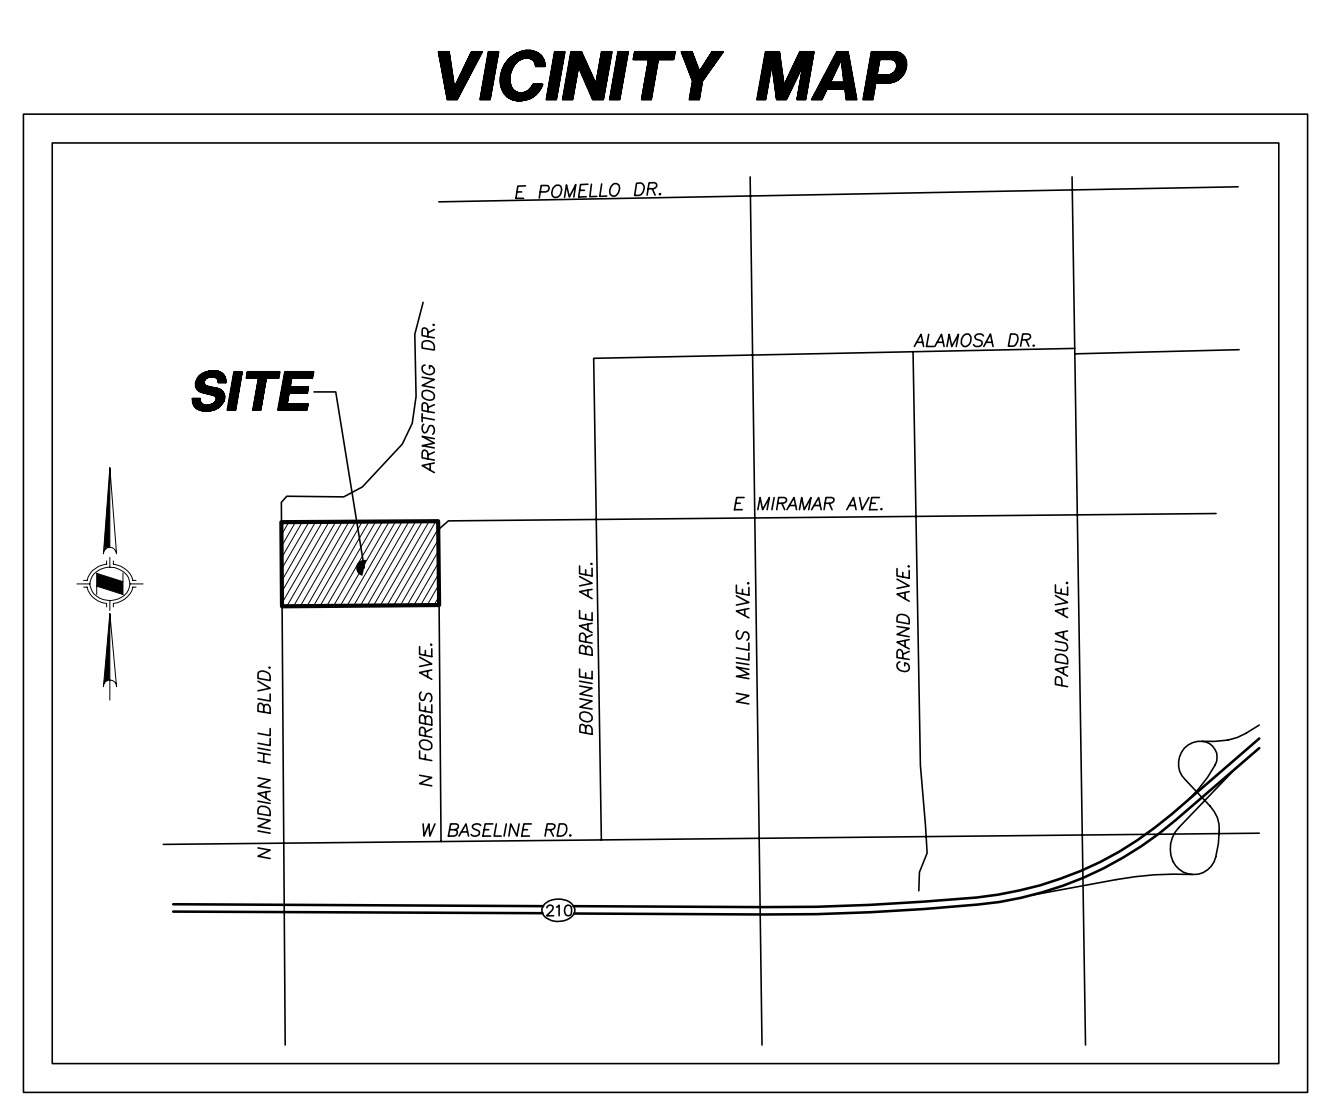 VICINITY MAP
E POMELLO DR.
ALAMOSA DR.
ARMSTRONG DR.
SITE
E MIRAMAR AVE.
BONNIE BRAE AVE.
N MILLS AVE.
GRAND AVE.
PADUA AVE.
N INDIAN HILL BLVD.
N FORBES AVE.
W BASELINE RD.
210